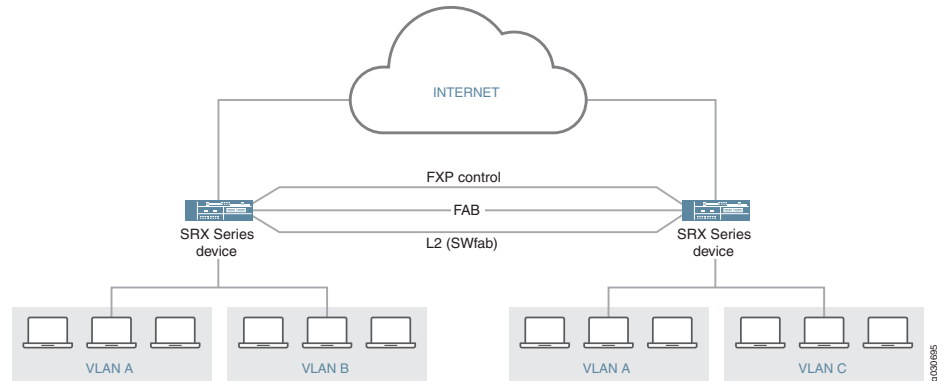 INTERNET
FXP control
FAB
L2 (SWfab)
SRX Series
device
SRX Series
device
VLAN A
VLAN B
VLAN A
VLAN C
g030695